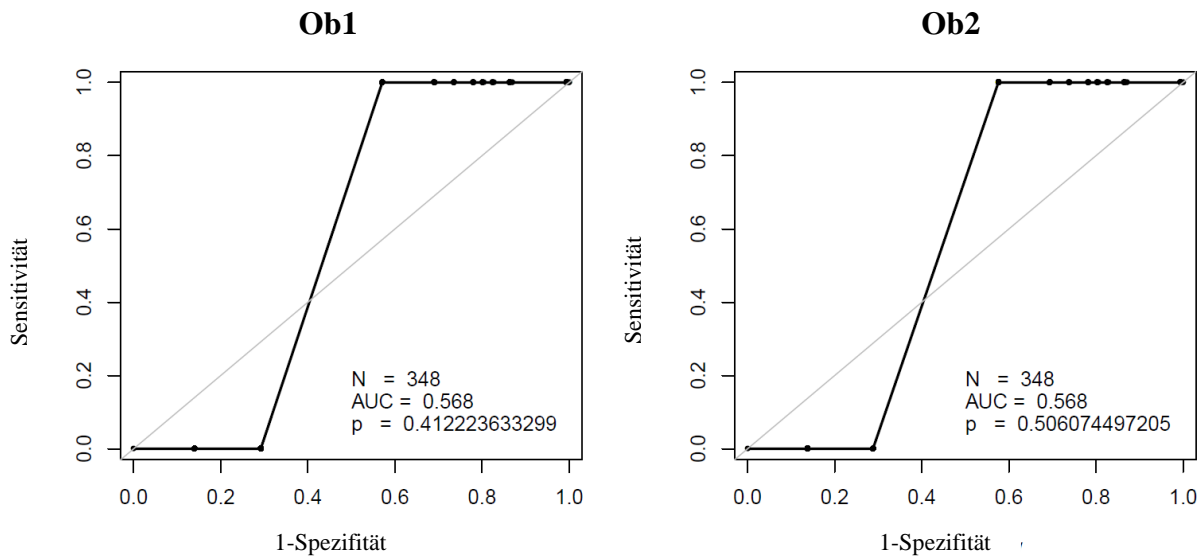 Ob1
1.0
0.8
0.6
0.4
0.2
0.0
Sensitivität
N = 348
AUC = 0.568
p = 0.412223633299
0.0 0.2 0.4 0.6 0.8 1.0
1-Spezifität
Ob2
1.0
0.8
0.6
0.4
0.2
0.0
Sensitivität
N = 348
AUC = 0.568
p = 0.506074497205
0.0 0.2 0.4 0.6 0.8 1.0
1-Spezifität